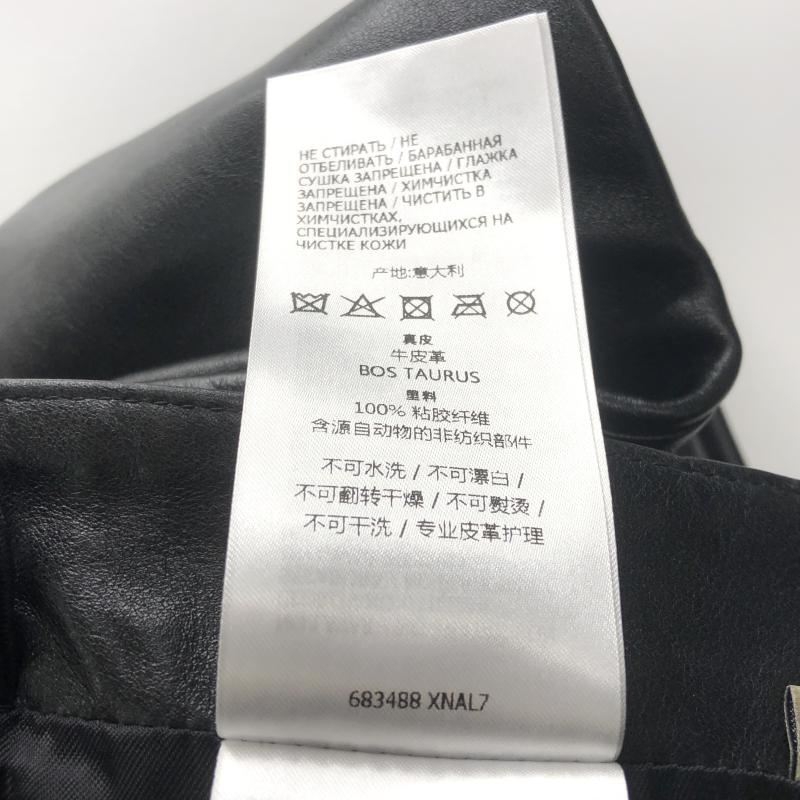 НЕ СТИРАТЬ / НЕ
ОТБЕЛИВАТЬ / БАРАБАННАЯ
СУШКА ЗАПРЕЩЕНА / ГЛАЖКА
ЗАПРЕЩЕНА / ХИМЧИСТКА
ЗАПРЕЩЕНА / ЧИСТИТЬ В
ХИМЧИСТКАХ,
СПЕЦИАЛИЗИРУЮЩИХСЯ НА
ЧИСТКЕ КОЖИ
产地:意大利
真皮
牛皮革
BOS TAURUS
塑料
100% 粘胶纤维
含源自动物的非纺织部件
不可水洗 / 不可漂白 /
不可翻转干燥 / 不可熨烫 /
不可干洗 / 专业皮革护理
683488 XNAL7